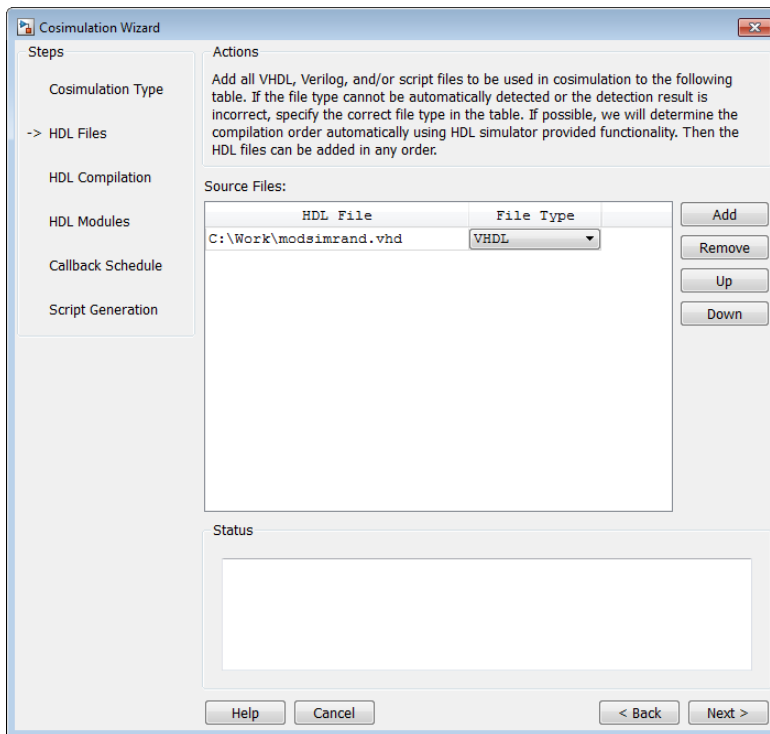 Cosimulation Wizard
Steps
Cosimulation Type
-> HDL Files
HDL Compilation
HDL Modules
Callback Schedule
Script Generation
Actions
Add all VHDL, Verilog, and/or script files to be used in cosimulation to the following
table. If the file type cannot be automatically detected or the detection result is
incorrect, specify the correct file type in the table. If possible, we will determine the
compilation order automatically using HDL simulator provided functionality. Then the
HDL files can be added in any order.
Source Files:
HDL File File Type
C:\Work\modsimrand.vhd VHDL
Add
Remove
Up
Down
Status
Help Cancel < Back Next >